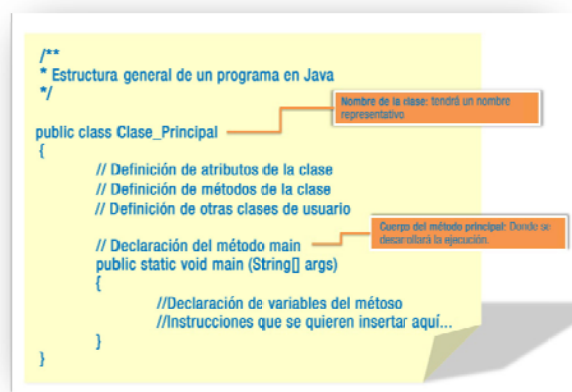 /**
* Estructura general de un programa en Java
*/
public class Clase_Principal
Nombre de la clase: tendrá un nombre
representativo
{
// Definición de atributos de la clase
// Definición de métodos de la clase
// Definición de otras clases de usuario
// Declaración del método main
Cuerpo del método principal: Donde se
desarrollará la ejecución.
public static void main (String[] args)
{
//Declaración de variables del métoso
//Instrucciones que se quieren insertar aquí...
}
}